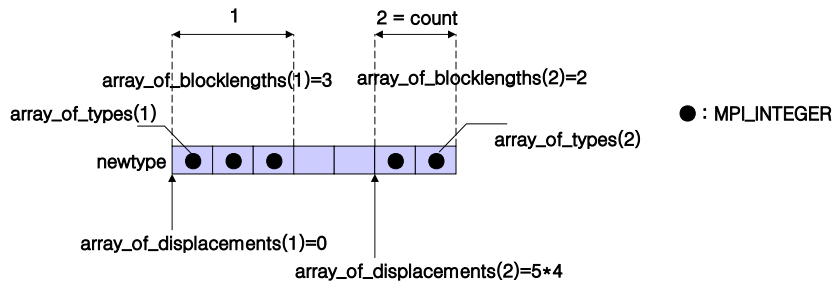 1
2 = count
array_of_blocklengths(1)=3
array_of_blocklengths(2)=2
array_of_types(1)
● : MPI_INTEGER
array_of_types(2)
newtype
array_of_displacements(1)=0
array_of_displacements(2)=5*4